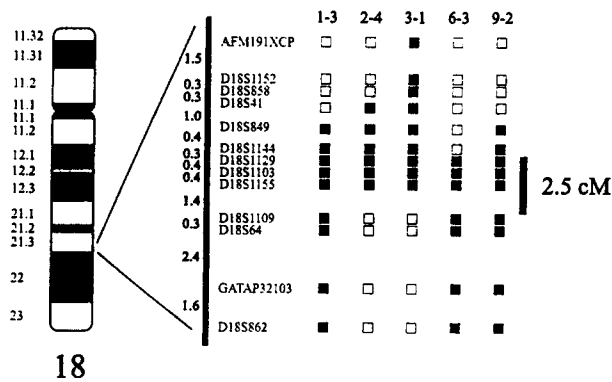 1-3 2-4 3-1 6-3 9-2
11.32
11.31
11.2
11.1
11.1
11.2
12.1
12.2
12.3
21.1
21.2
21.3
22
23
18
1.5
0.3
0.3
1.0
0.4
0.3
0.4
0.4
1.4
0.3
2.4
1.6
AFM191XCP
D18S1152
D18S858
D18S41
D18S849
D18S1144
D18S1129
D18S1103
D18S1155
D18S1109
D18S64
GATAP32103
D18S862
2.5 cM